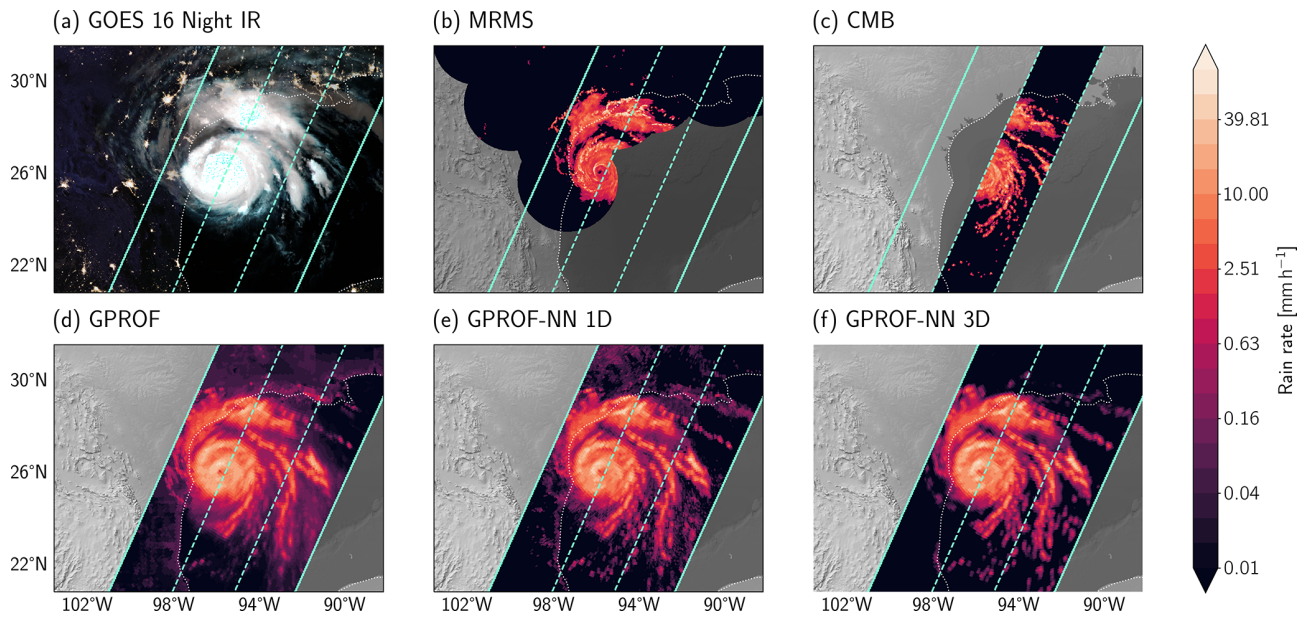 (a) GOES 16 Night IR
(b) MRMS
(c) CMB
30°N
26°N
22°N
(d) GPROF
(e) GPROF-NN 1D
(f) GPROF-NN 3D
30°N
26°N
22°N
102°W 98°W 94°W 90°W
102°W 98°W 94°W 90°W
102°W 98°W 94°W 90°W
39.81
10.00
2.51
0.63
0.16
0.04
0.01
Rain rate [mm h⁻¹]